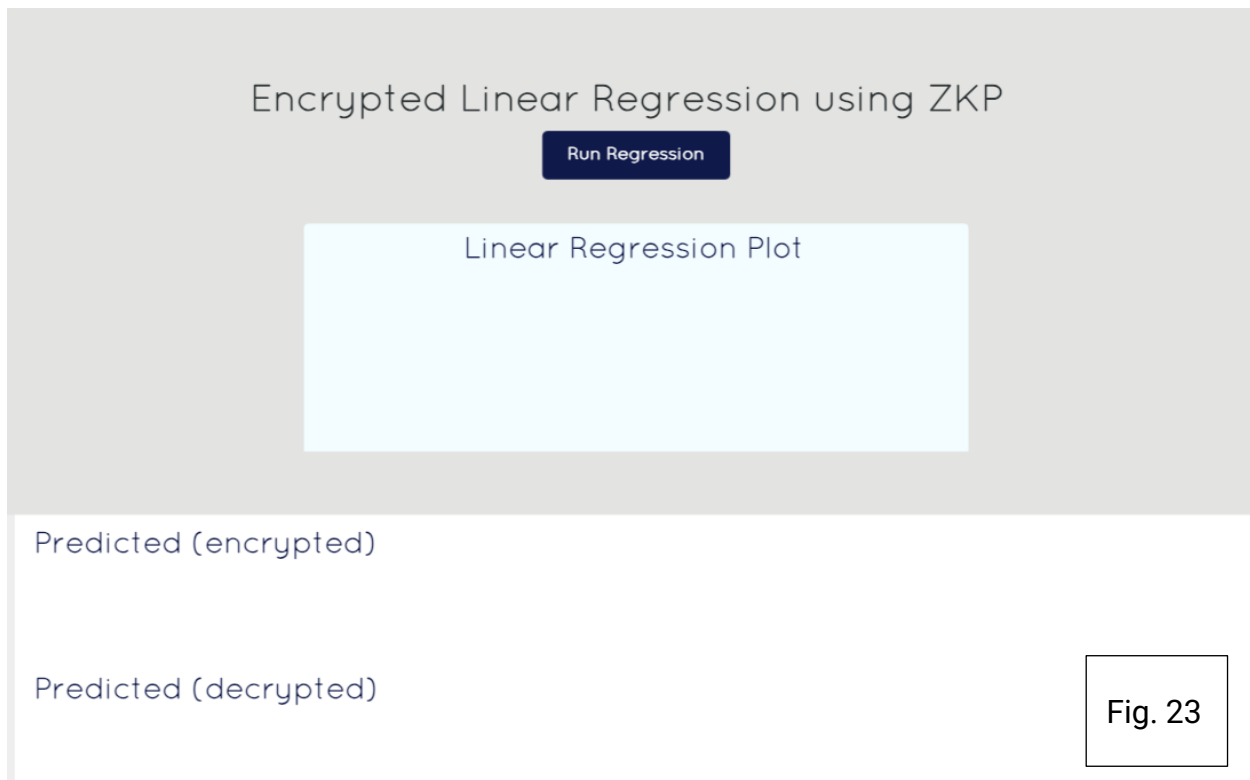 Encrypted Linear Regression using ZKP
Run Regression
Linear Regression Plot
Predicted (encrypted)
Predicted (decrypted)
Fig. 23